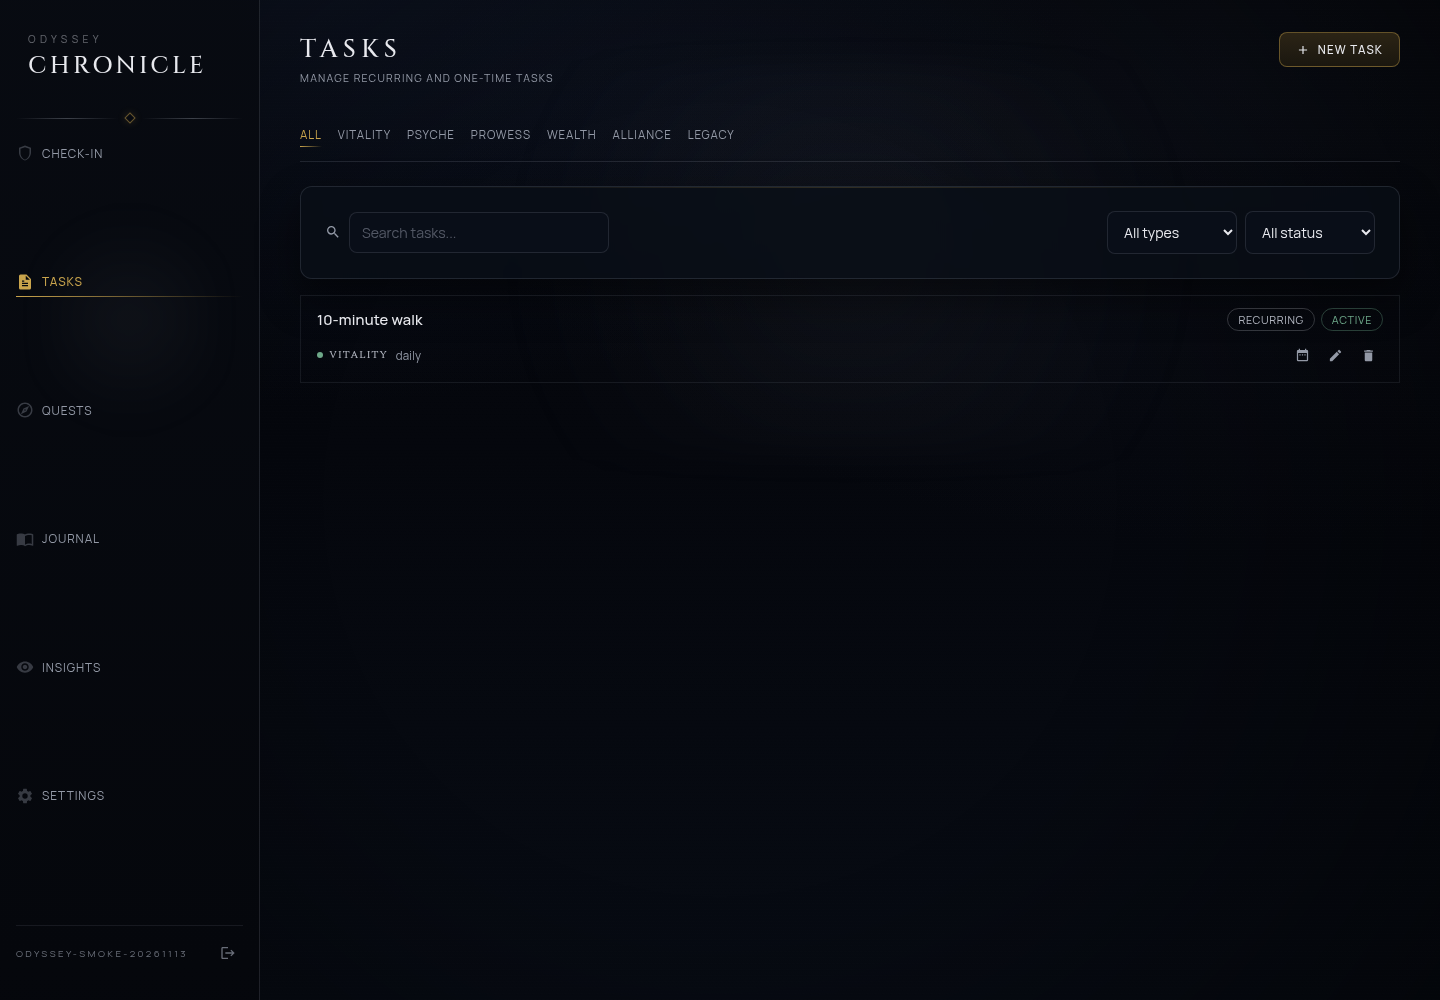 ODYSSEY
CHRONICLE
CHECK-IN
TASKS
QUESTS
JOURNAL
INSIGHTS
SETTINGS
ODYSSEY-SMOKE-20261113
TASKS
MANAGE RECURRING AND ONE-TIME TASKS
+ NEW TASK
ALL VITALITY PSYCHE PROWESS WEALTH ALLIANCE LEGACY
Search tasks... All types All status
10-minute walk RECURRING ACTIVE
VITALITY daily